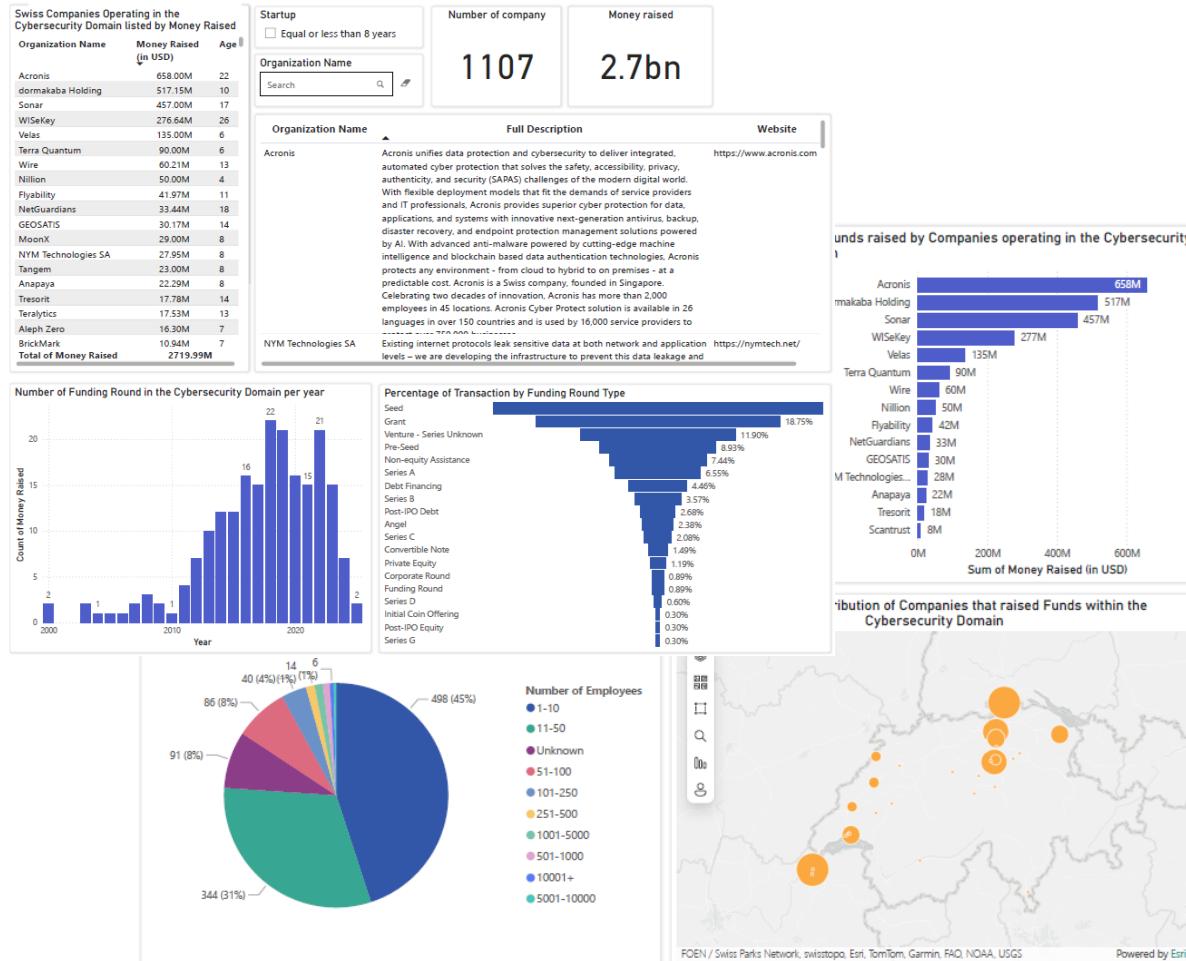 Swiss Companies Operating in the
Cybersecurity Domain listed by Money Raised
Organization Name Money Raised (in USD) Age
Acronis 658.00M 22
dormakaba Holding 517.15M 10
Sonar 457.00M 17
WISeKey 276.64M 26
Velas 135.00M 6
Terra Quantum 90.00M 6
Wire 60.21M 13
Nillion 50.00M 4
Flyability 41.97M 11
NetGuardians 33.44M 18
GEOSATIS 30.17M 14
MoonX 29.00M 8
NYM Technologies SA 27.95M 8
Tangem 23.00M 8
Anapaya 22.29M 8
Tresorit 17.78M 14
Teralytics 17.53M 13
Aleph Zero 16.30M 7
BrickMark 10.94M 7
Total of Money Raised 2719.99M
Startup
Equal or less than 8 years
Organization Name
Search
Number of company
1107
Money raised
2.7bn
Organization Name Full Description Website
Acronis
Acronis unifies data protection and cybersecurity to deliver integrated,
automated cyber protection that solves the safety, accessibility, privacy,
authenticity, and security (SAPAS) challenges of the modern digital world.
With flexible deployment models that fit the demands of service providers
and IT professionals, Acronis provides superior cyber protection for data,
applications, and systems with innovative next-generation antivirus, backup,
disaster recovery, and endpoint protection management solutions powered
by AI. With advanced anti-malware powered by cutting-edge machine
intelligence and blockchain based data authentication technologies, Acronis
protects any environment - from cloud to hybrid to on premises - at a
predictable cost. Acronis is a Swiss company, founded in Singapore.
Celebrating two decades of innovation, Acronis has more than 2,000
employees in 45 locations. Acronis Cyber Protect solution is available in 26
languages in over 150 countries and is used by 16,000 service providers to
https://www.acronis.com
NYM Technologies SA
Existing internet protocols leak sensitive data at both network and application
levels – we are developing the infrastructure to prevent this data leakage and
https://nymtech.net/
unds raised by Companies operating in the Cybersecurity
n
Acronis 658M
rmakaba Holding 517M
Sonar 457M
WISeKey 277M
Velas 135M
Terra Quantum 90M
Wire 60M
Nillion 50M
Flyability 42M
NetGuardians 33M
GEOSATIS 30M
M Technologies... 28M
Anapaya 22M
Tresorit 18M
Scantrust 8M
0M 200M 400M 600M
Sum of Money Raised (in USD)
Number of Funding Round in the Cybersecurity Domain per year
Count of Money Raised
20
15
10
5
0
2 1 1 16 22 15 21 2
2000 2010 2020
Year
Percentage of Transaction by Funding Round Type
Seed
Grant 18.75%
Venture - Series Unknown 11.90%
Pre-Seed 8.93%
Non-equity Assistance 7.44%
Series A 6.55%
Debt Financing 4.46%
Series B 3.57%
Post-IPO Debt 2.68%
Angel 2.38%
Series C 2.08%
Convertible Note 1.49%
Private Equity 1.19%
Corporate Round 0.89%
Funding Round 0.89%
Series D 0.60%
Initial Coin Offering 0.30%
Post-IPO Equity 0.30%
Series G 0.30%
ribution of Companies that raised Funds within the
Cybersecurity Domain
498 (45%)
344 (31%)
91 (8%)
86 (8%)
40 (4%)
14 (1%)
6 (1%)
Number of Employees
1-10
11-50
Unknown
51-100
101-250
251-500
1001-5000
501-1000
10001+
5001-10000
FOEN / Swiss Parks Network, swisstopo, Esri, TomTom, Garmin, FAO, NOAA, USGS
Powered by Esri